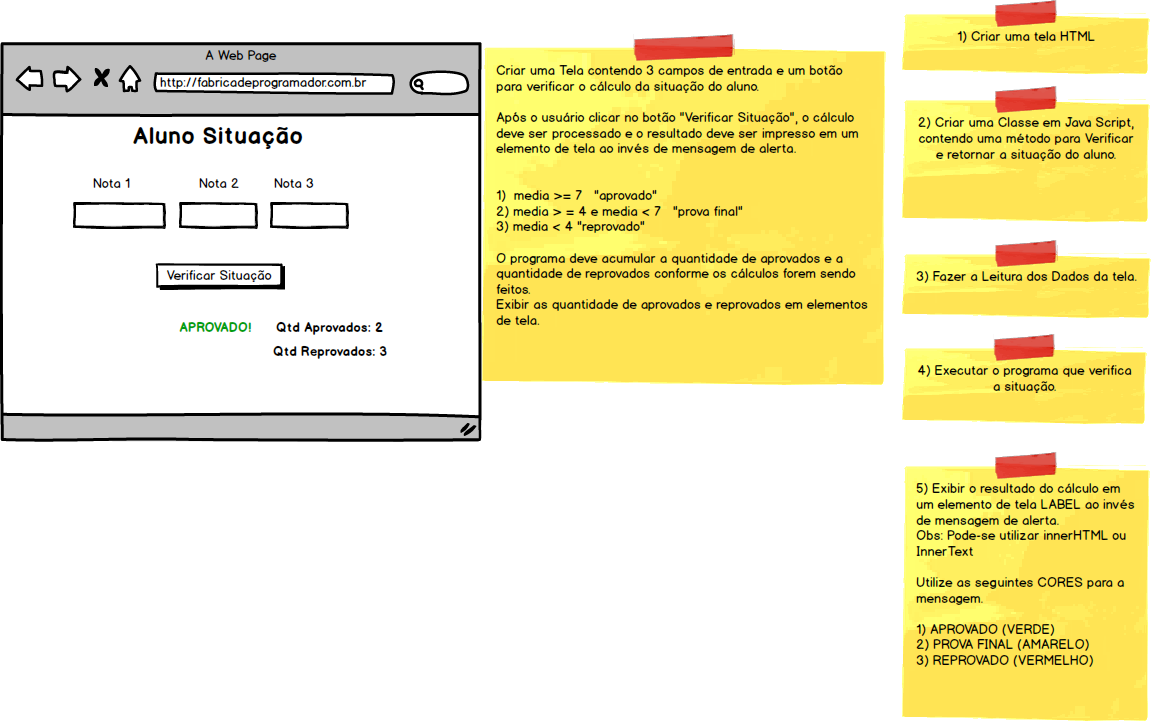 A Web Page
http://fabricadeprogramador.com.br
Aluno Situação
Nota 1
Nota 2
Nota 3
Verificar Situação
APROVADO!
Qtd Aprovados: 2
Qtd Reprovados: 3
Criar uma Tela contendo 3 campos de entrada e um botão
para verificar o cálculo da situação do aluno.
Após o usuário clicar no botão "Verificar Situação", o cálculo
deve ser processado e o resultado deve ser impresso em um
elemento de tela ao invés de mensagem de alerta.
1) media >= 7 "aprovado"
2) media > = 4 e media < 7 "prova final"
3) media < 4 "reprovado"
O programa deve acumular a quantidade de aprovados e a
quantidade de reprovados conforme os cálculos forem sendo
feitos.
Exibir as quantidade de aprovados e reprovados em elementos
de tela.
1) Criar uma tela HTML
2) Criar uma Classe em Java Script,
contendo uma método para Verificar
e retornar a situação do aluno.
3) Fazer a Leitura dos Dados da tela.
4) Executar o programa que verifica
a situação.
5) Exibir o resultado do cálculo em
um elemento de tela LABEL ao invés
de mensagem de alerta.
Obs: Pode-se utilizar innerHTML ou
InnerText
Utilize as seguintes CORES para a
mensagem.
1) APROVADO (VERDE)
2) PROVA FINAL (AMARELO)
3) REPROVADO (VERMELHO)